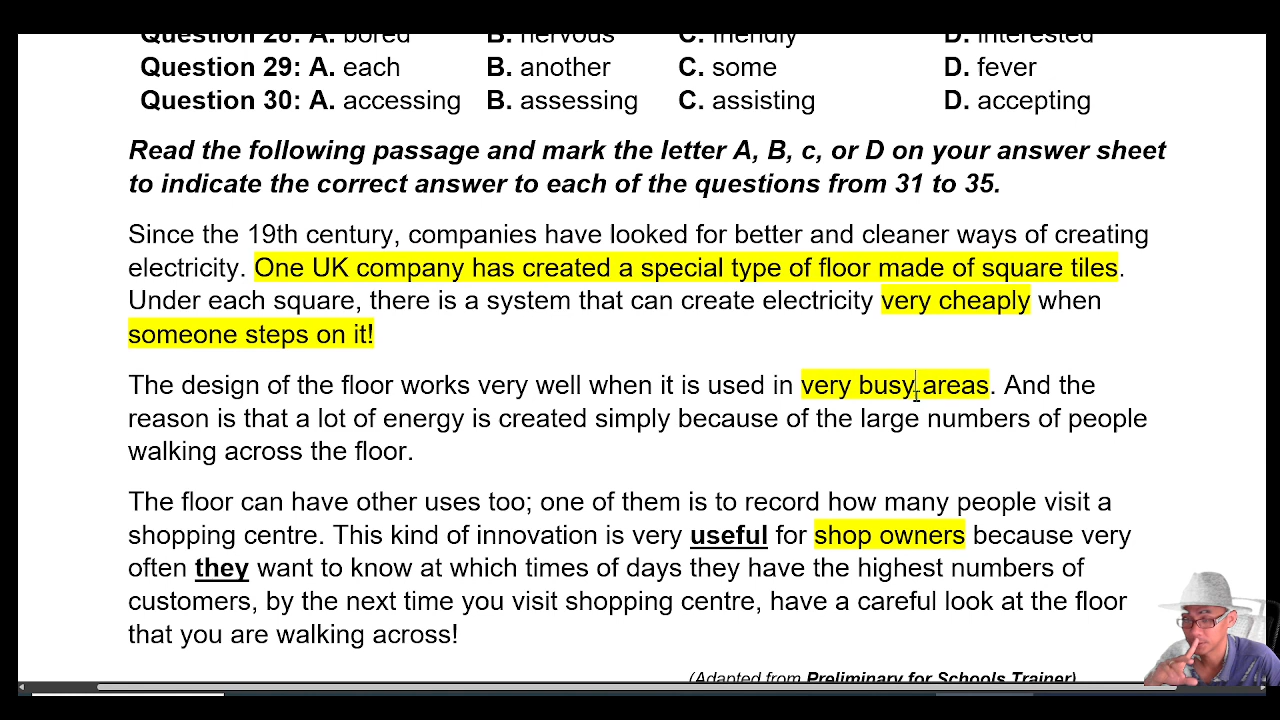 Question 28: A. bored B. nervous C. friendly D. interested
Question 29: A. each B. another C. some D. fever
Question 30: A. accessing B. assessing C. assisting D. accepting
Read the following passage and mark the letter A, B, c, or D on your answer sheet
to indicate the correct answer to each of the questions from 31 to 35.
Since the 19th century, companies have looked for better and cleaner ways of creating
electricity. One UK company has created a special type of floor made of square tiles.
Under each square, there is a system that can create electricity very cheaply when
someone steps on it!
The design of the floor works very well when it is used in very busy areas. And the
reason is that a lot of energy is created simply because of the large numbers of people
walking across the floor.
The floor can have other uses too; one of them is to record how many people visit a
shopping centre. This kind of innovation is very useful for shop owners because very
often they want to know at which times of days they have the highest numbers of
customers, by the next time you visit shopping centre, have a careful look at the floor
that you are walking across!
(Adapted from Preliminary for Schools Trainer)